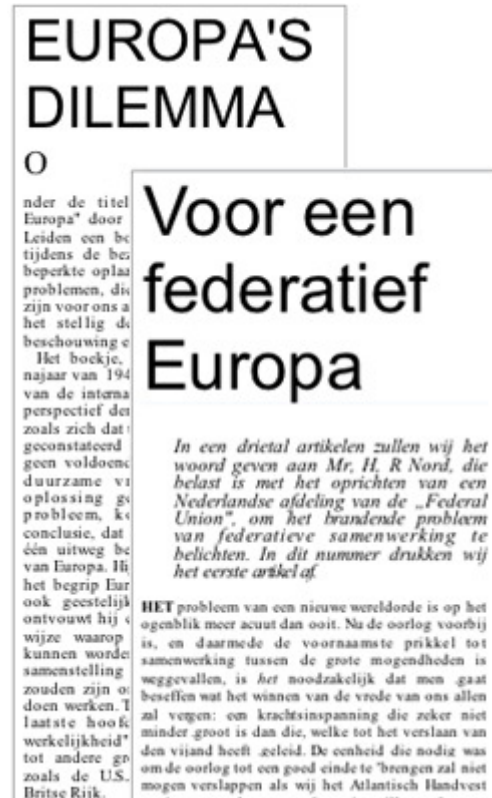 EUROPA'S
DILEMMA
O
nder de titel
Europa" door
Leiden een
tijdens de
beperkte
problemen, die
zijn voor ons a
het stellig
beschouwing e
Het boekje,
najaar van 194
van de interna
perspectief der
zoals zich dat
geconstateerd
geen voldoend
duurzame
oplossing
probleem,
conclusie, dat
één uitweg
van Europa. Hij
het begrip Eur
ook geestelijk
ontvouwt hij
wijze waarop
kunnen worde
samenstelling
zouden zijn
doen werken.
laatste hoofd
werkelijkheid"
tot andere gr
zoals de U.S.
Britse Rijk.
Voor een
federatief
Europa
In een drietal artikelen zullen wij het
woord geven aan Mr, H, R Nord, die
belast is met het oprichten van een
Nederlandse afdeling van de „Federal
Union", om het brandende probleem
van federatieve samenwerking te
belichten. In dit nummer drukken wij
het eerste artikel af.
HET probleem van een nieuwe wereldorde is op het
ogenblik meer acuut dan ooit. Nu de oorlog voorbij
is, en daarmede de voornaamste prikkel tot
samenwerking tussen de grote mogendheden is
weggevallen, is het noodzakelijk dat men .gaat
beseffen wat het winnen van de vrede van ons allen
zal vergen: een krachtsinspanning die zeker niet
minder .groot is dan die, welke tot het verslaan van
den vijand heeft .geleid. De eenheid die nodig was
om de oorlog tot een goed einde te 'brengen zal niet
mogen verslappen als wij het Atlantisch Handvest